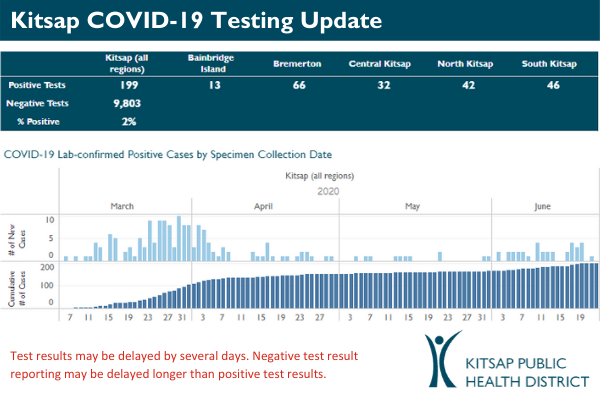 Kitsap COVID-19 Testing Update
Kitsap (all regions) Bainbridge Island Bremerton Central Kitsap North Kitsap South Kitsap
Positive Tests 199 13 66 32 42 46
Negative Tests 9,803
% Positive 2%
COVID-19 Lab-confirmed Positive Cases by Specimen Collection Date
Kitsap (all regions)
2020
March April May June
# of New Cases
10
5
0
Cumulative # of Cases
200
100
0
7 11 15 19 23 27 31 3 7 11 15 19 23 27 3 7 11 15 19 23 27 31 3 7 11 15 19
Test results may be delayed by several days. Negative test result
reporting may be delayed longer than positive test results.
KITSAP PUBLIC
HEALTH DISTRICT